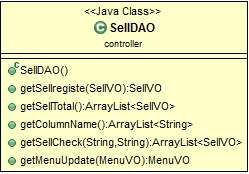 <<Java Class>>
SellDAO
controller
SellDAO()
getSellregiste(SellVO):SellVO
getSellTotal():ArrayList<SellVO>
getColumnName():ArrayList<String>
getSellCheck(String,String):ArrayList<SellVO>
getMenuUpdate(MenuVO):MenuVO